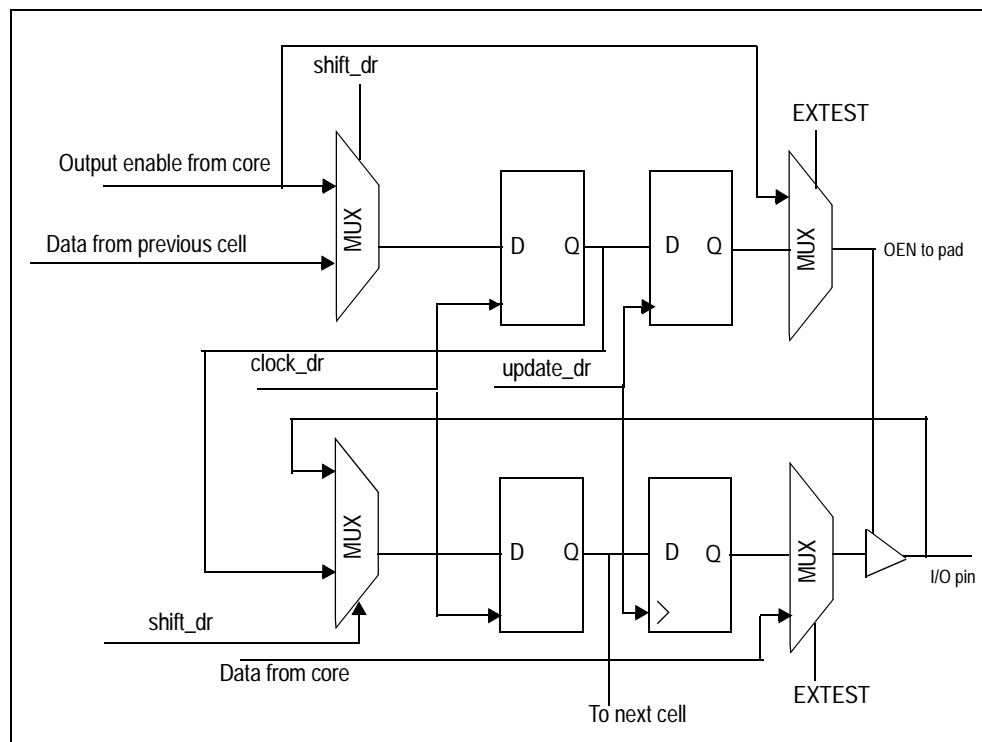 shift_dr
EXTEST
Output enable from core
Data from previous cell
MUX
D
Q
D
Q
MUX
OEN to pad
clock_dr
update_dr
MUX
D
Q
D
Q
MUX
I/O pin
shift_dr
Data from core
To next cell
EXTEST